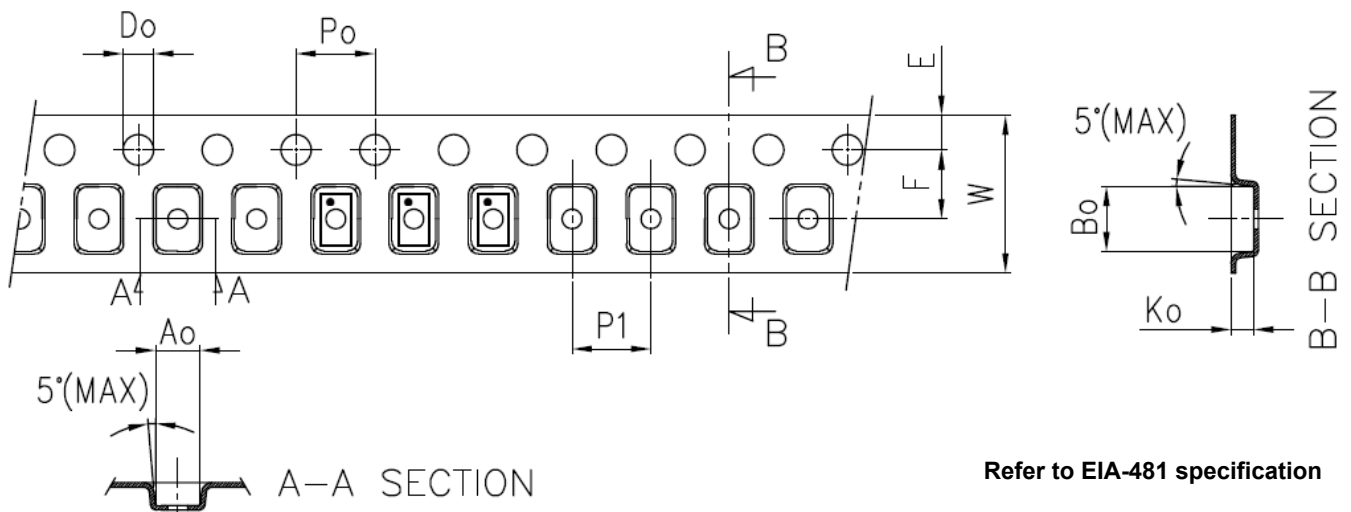 Do
Po
B
E
5°(MAX)
F
W
Bo
B-B SECTION
A
A
Ko
P1
B
Ao
5°(MAX)
A-A SECTION
Refer to EIA-481 specification